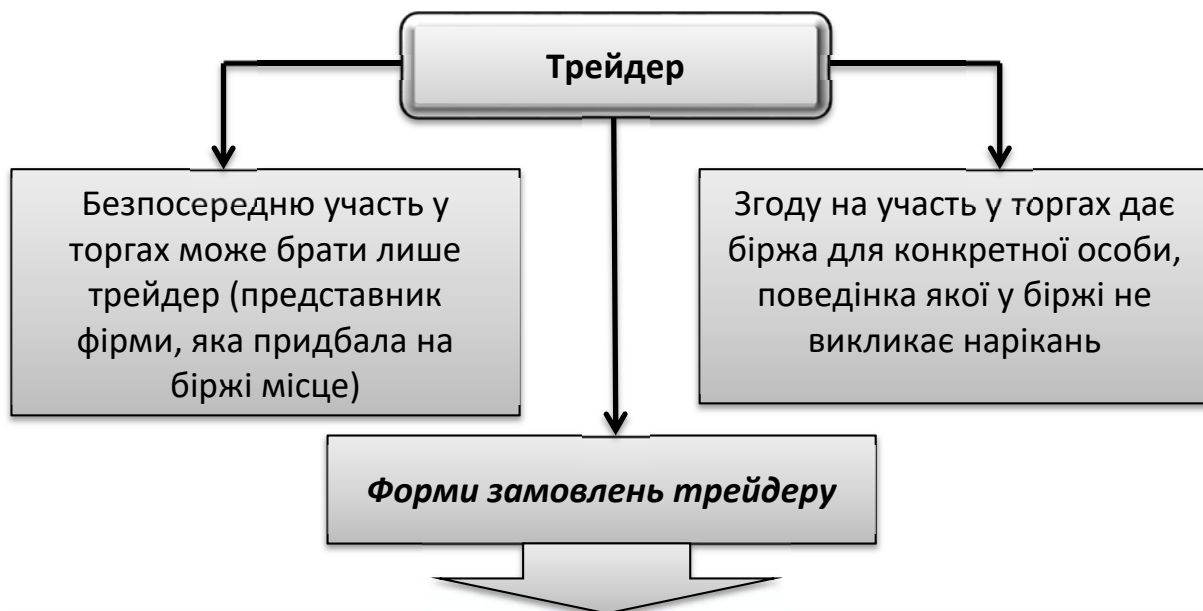 Трейдер
Безпосередню участь у
торгах може брати лише
трейдер (представник
фірми, яка придбала на
біржі місце)
Згоду на участь у торгах дає
біржа для конкретної особи,
поведінка якої у біржі не
викликає нарікань
Форми замовлень трейдеру